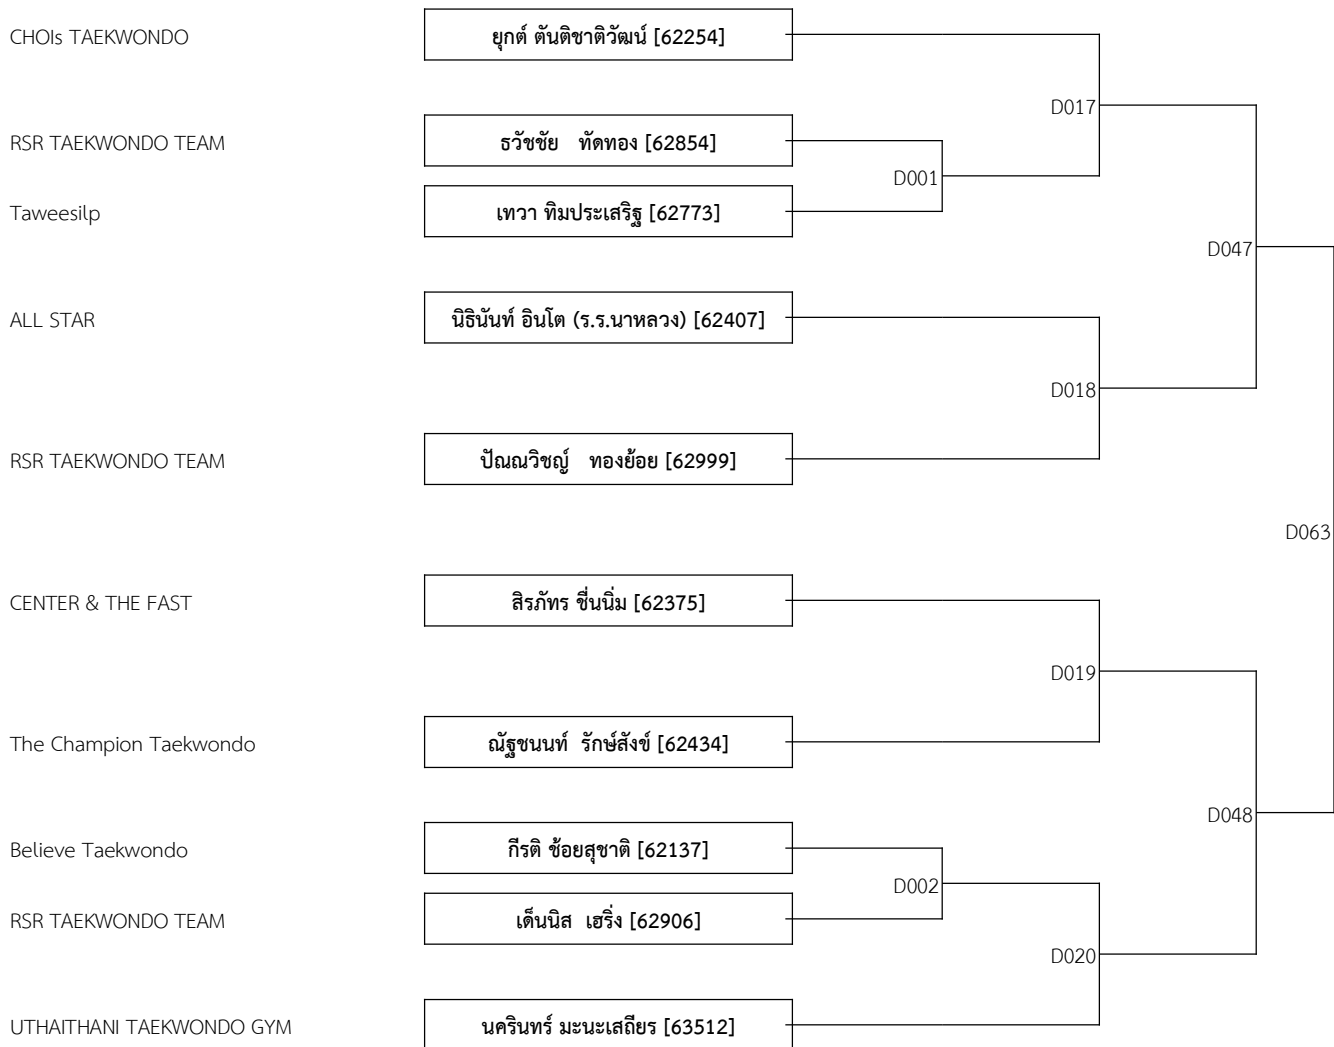 CHOIs TAEKWONDO ยุกต์ ตันติชาติวัฒน์ [62254]
D017
RSR TAEKWONDO TEAM ธวัชชัย ทัดทอง [62854]
D001
Taweesilp เทวา ทิมประเสริฐ [62773]
D047
ALL STAR นิธินันท์ อินโต (ร.ร.นาหลวง) [62407]
D018
RSR TAEKWONDO TEAM ปัณณวิชญ์ ทองย้อย [62999]
D063
CENTER & THE FAST สิรภัทร ชื่นนิ่ม [62375]
D019
The Champion Taekwondo ณัฐชนนท์ รักษ์สังข์ [62434]
D048
Believe Taekwondo กีรติ ช้อยสุชาติ [62137]
D002
RSR TAEKWONDO TEAM เด็นนิส เฮริ่ง [62906]
D020
UTHAITHANI TAEKWONDO GYM นครินทร์ มะนะเสถียร [63512]